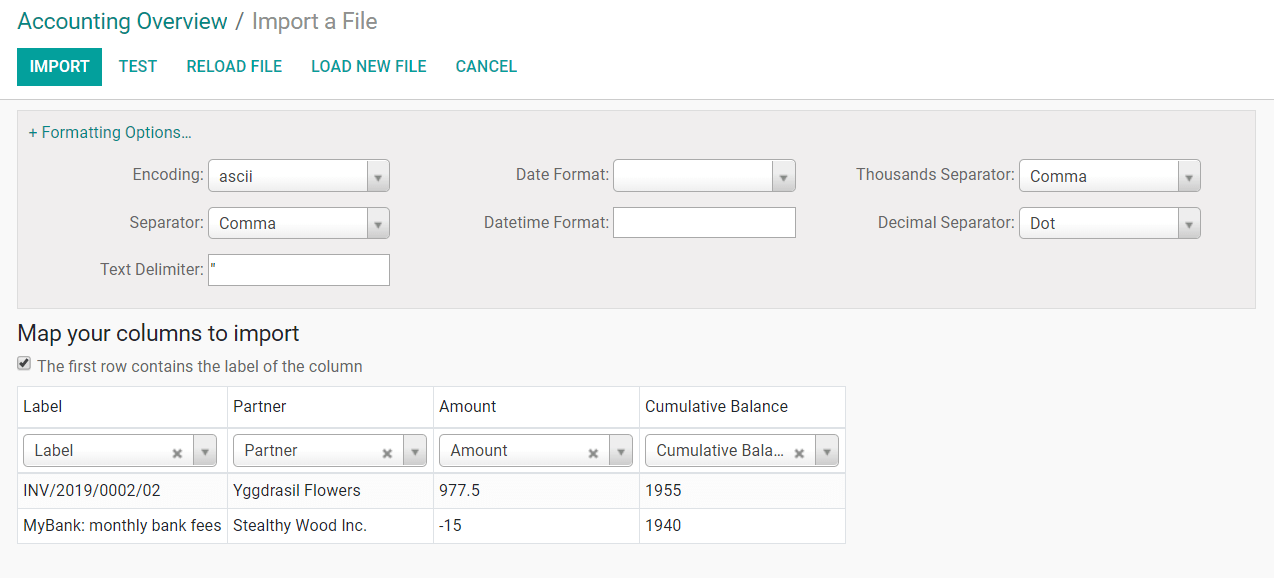 Accounting Overview / Import a File
IMPORT TEST RELOAD FILE LOAD NEW FILE CANCEL
+ Formatting Options...
Encoding: ascii Date Format: Thousands Separator: Comma
Separator: Comma Datetime Format: Decimal Separator: Dot
Text Delimiter: "
Map your columns to import
The first row contains the label of the column
Label Partner Amount Cumulative Balance
Label Partner Amount Cumulative Bala...
INV/2019/0002/02 Yggdrasil Flowers 977.5 1955
MyBank: monthly bank fees Stealthy Wood Inc. -15 1940